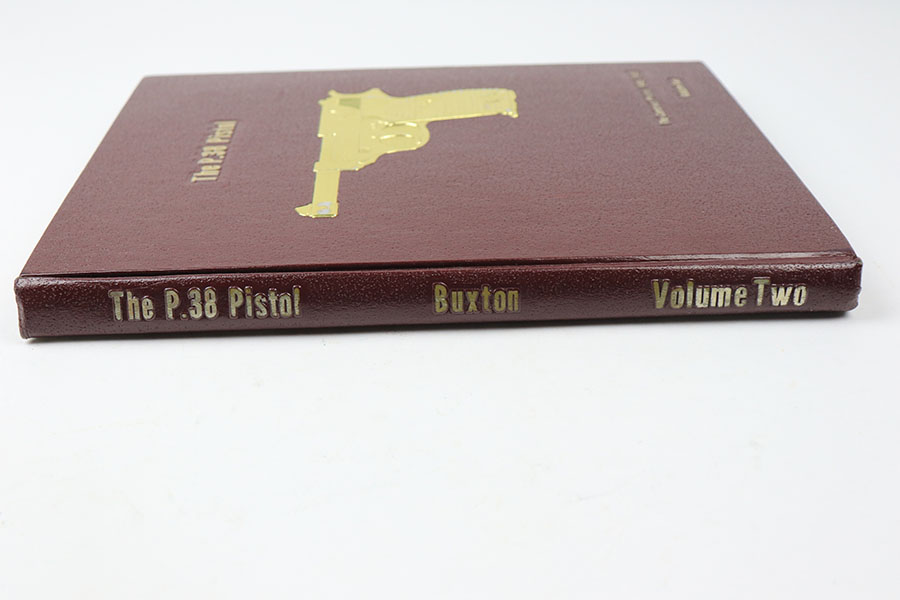 The P.38 Pistol
The P.38 Pistol Buxton Volume Two